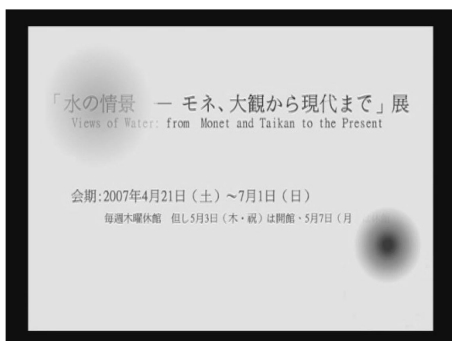 「水の情景 － モネ、大観から現代まで」展
Views of Water: from Monet and Taikan to the Present
会期:2007年4月21日（土）～7月1日（日）
毎週木曜休館 但し5月3日（木・祝）は開館・5月7日（月